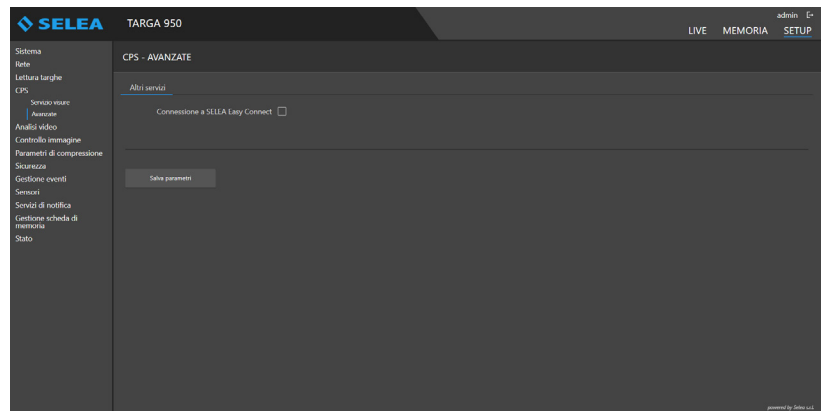 SELEA
TARGA 950
admin
LIVE MEMORIA SETUP
Sistema
Rete
Lettura targhe
CPS
Servizio visure
Avanzate
Analisi video
Controllo immagine
Parametri di compressione
Sicurezza
Gestione eventi
Sensori
Servizi di notifica
Gestione scheda di
memoria
Stato
CPS - AVANZATE
Altri servizi
Connessione a SELEA Easy Connect
Salva parametri
powered by Selea s.r.l.